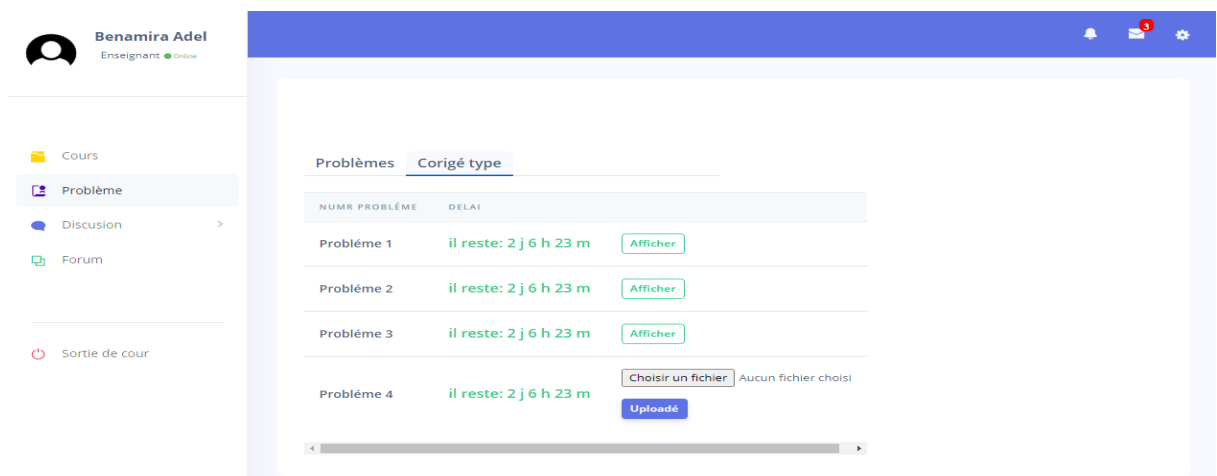 Benamira Adel
Enseignant Online
3
Cours
Problème
Discusion >
Forum
Sortie de cour
Problèmes Corigé type
NUMR PROBLÉME DELAI
Probléme 1 il reste: 2 j 6 h 23 m Afficher
Probléme 2 il reste: 2 j 6 h 23 m Afficher
Probléme 3 il reste: 2 j 6 h 23 m Afficher
Choisir un fichier Aucun fichier choisi
Probléme 4 il reste: 2 j 6 h 23 m
Uploadé